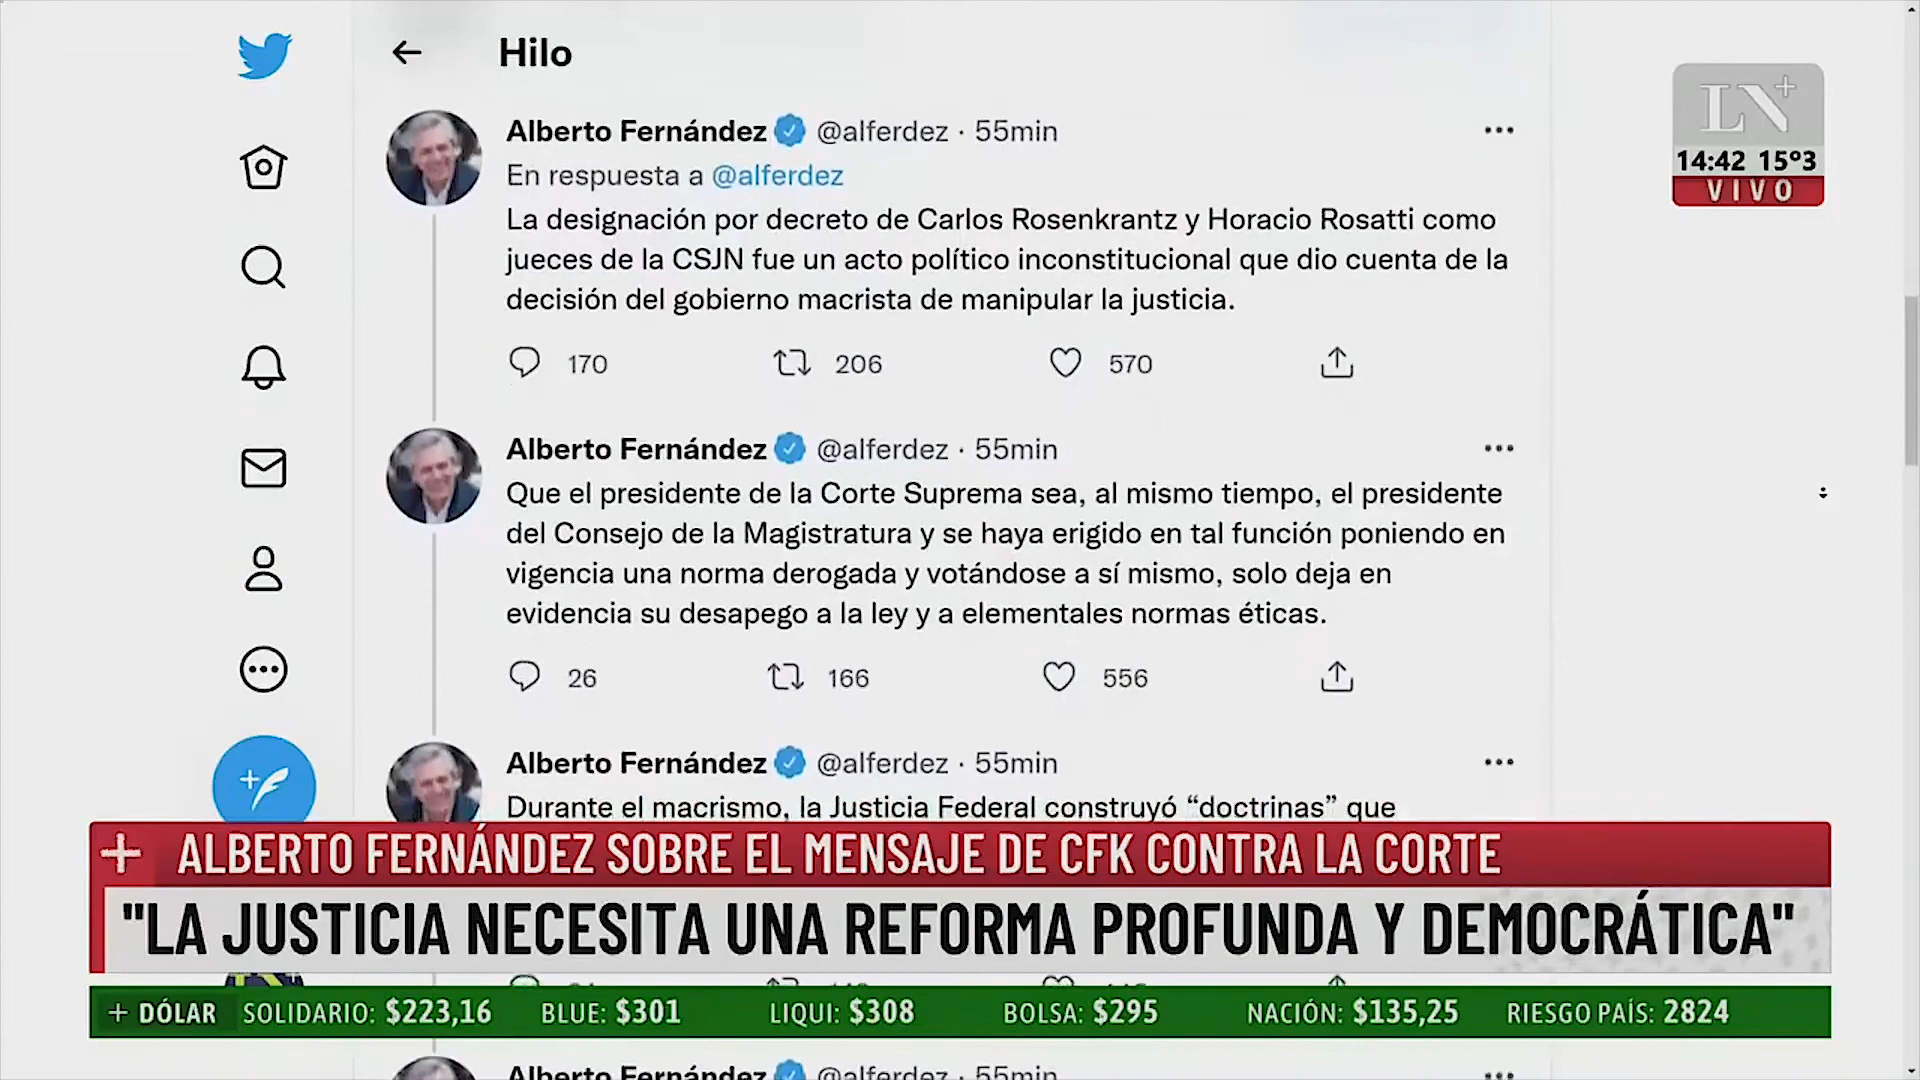 Hilo
LN+
14:42 15º3
VIVO
Alberto Fernández @alferdez · 55min
En respuesta a @alferdez
La designación por decreto de Carlos Rosenkrantz y Horacio Rosatti como
jueces de la CSJN fue un acto político inconstitucional que dio cuenta de la
decisión del gobierno macrista de manipular la justicia.
170 206 570
Alberto Fernández @alferdez · 55min
Que el presidente de la Corte Suprema sea, al mismo tiempo, el presidente
del Consejo de la Magistratura y se haya erigido en tal función poniendo en
vigencia una norma derogada y votándose a sí mismo, solo deja en
evidencia su desapego a la ley y a elementales normas éticas.
26 166 556
Alberto Fernández @alferdez · 55min
Durante el macrismo, la Justicia Federal construyó “doctrinas” que
+ ALBERTO FERNÁNDEZ SOBRE EL MENSAJE DE CFK CONTRA LA CORTE
"LA JUSTICIA NECESITA UNA REFORMA PROFUNDA Y DEMOCRÁTICA"
+ DÓLAR SOLIDARIO: $223,16 BLUE: $301 LIQUI: $308 BOLSA: $295 NACIÓN: $135,25 RIESGO PAÍS: 2824
Alberto Fernández @alferdez · 55min